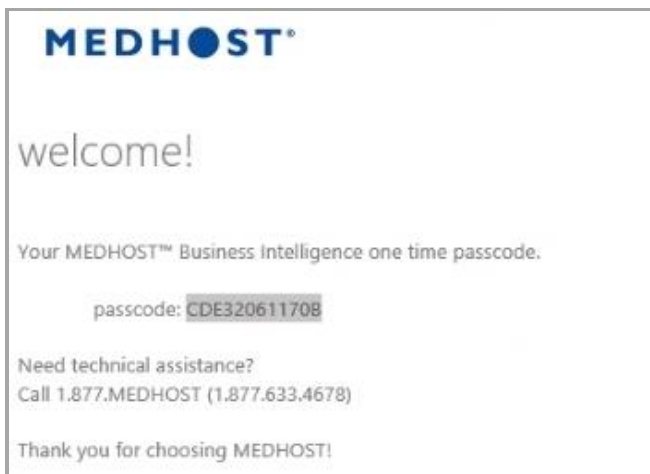 MEDHOST®
welcome!
Your MEDHOST™ Business Intelligence one time passcode.
passcode: CDE32061170B
Need technical assistance?
Call 1.877.MEDHOST (1.877.633.4678)
Thank you for choosing MEDHOST!